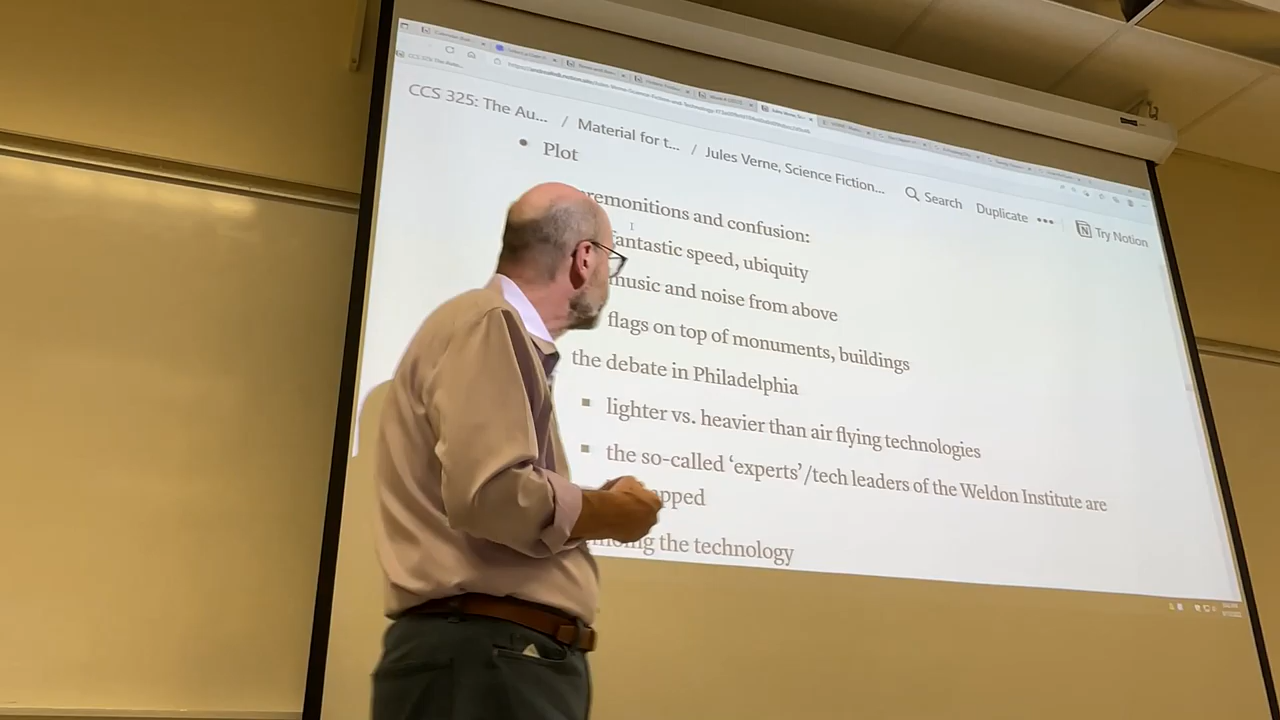 CCS 325: The Au... / Material for t... / Jules Verne, Science Fiction...
Search Duplicate ••• Try Notion
• Plot
remonitions and confusion:
fantastic speed, ubiquity
music and noise from above
flags on top of monuments, buildings
the debate in Philadelphia
▪ lighter vs. heavier than air flying technologies
▪ the so-called ‘experts’/tech leaders of the Weldon Institute are
pped
the technology